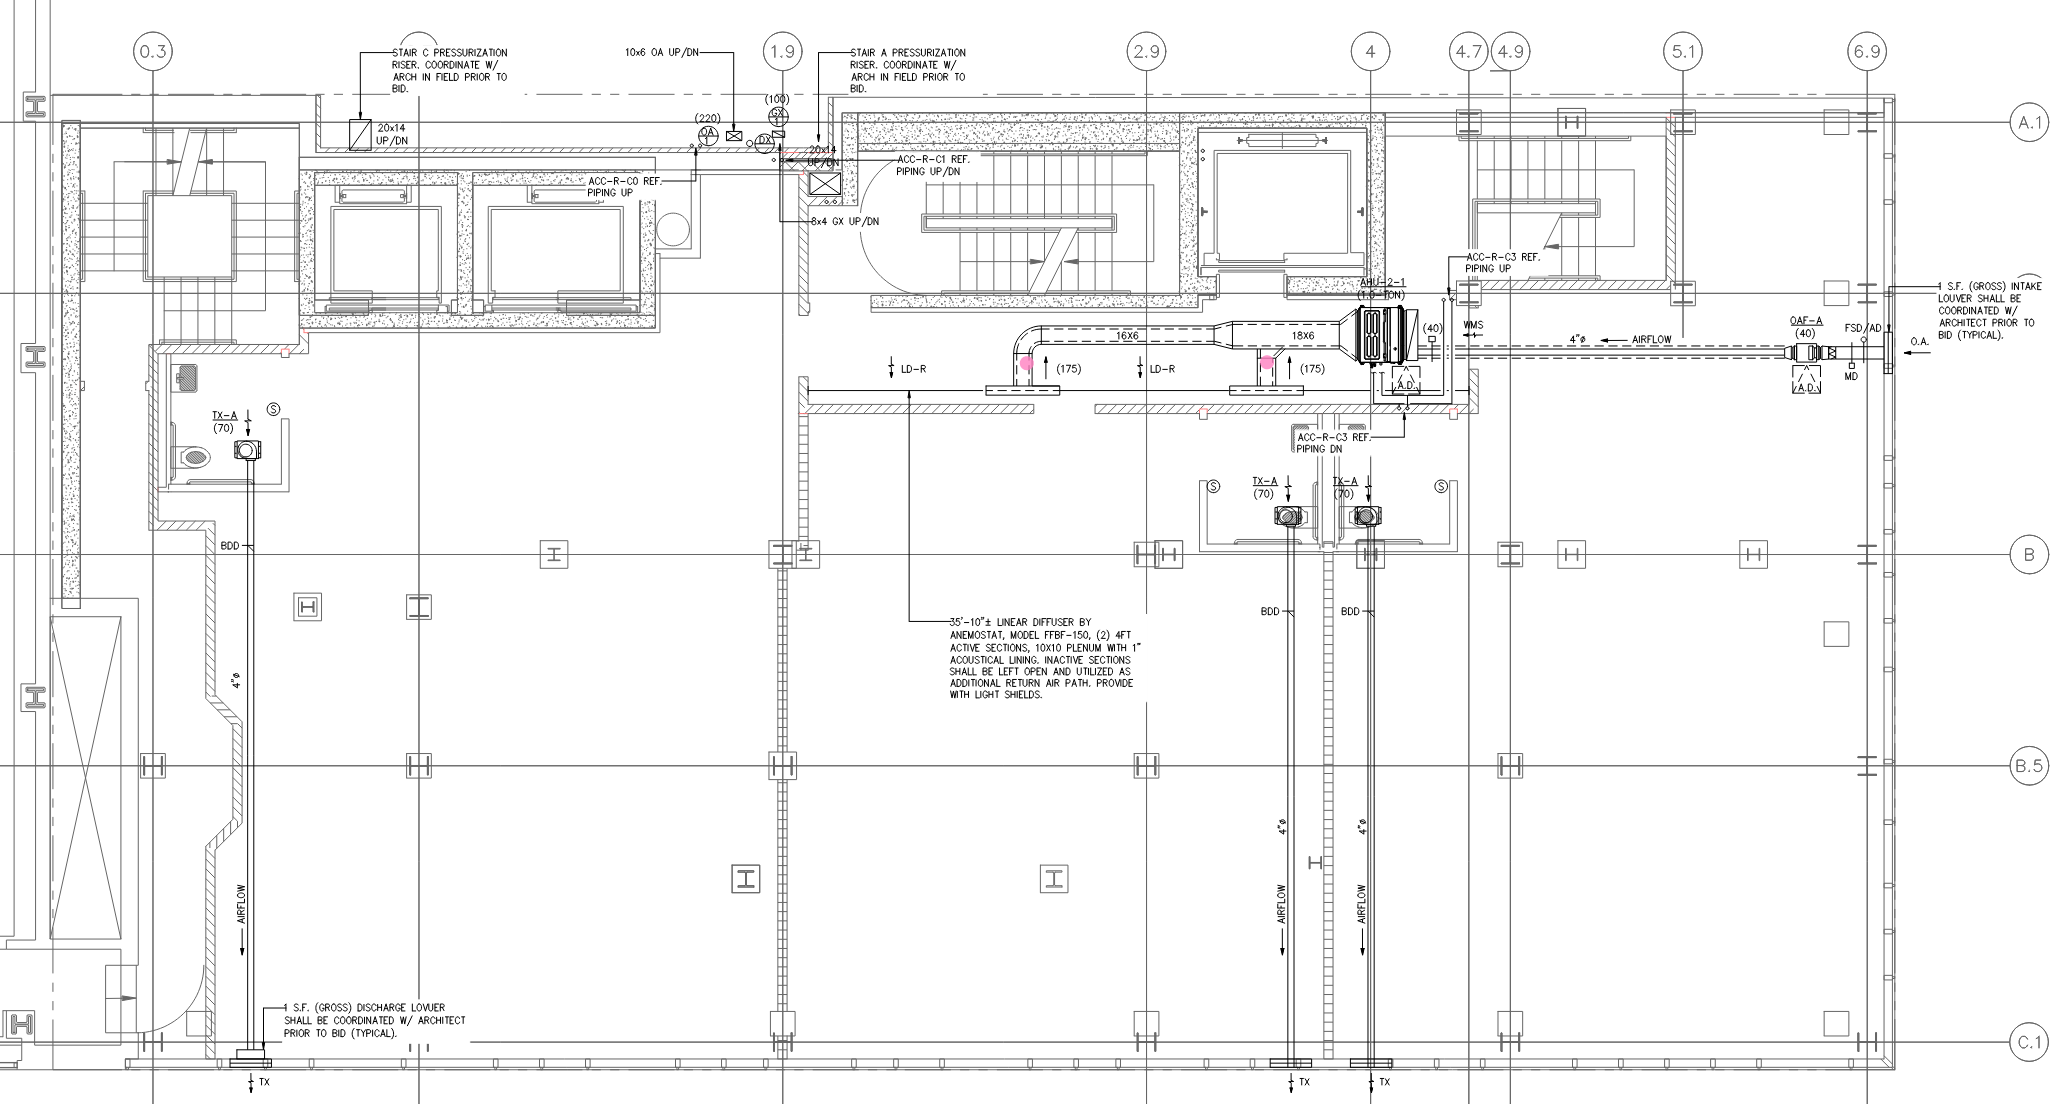 0.3
1.9
2.9
4
4.7
4.9
5.1
6.9
STAIR C PRESSURIZATION
RISER. COORDINATE W/
ARCH IN FIELD PRIOR TO
BID.
10x6 OA UP/DN
STAIR A PRESSURIZATION
RISER. COORDINATE W/
ARCH IN FIELD PRIOR TO
BID.
20x14
UP/DN
(220)
OA
1
(100)
GX
1
DX
20x14
UP/DN
A.1
ACC-R-C1 REF.
PIPING UP/DN
ACC-R-C0 REF.
PIPING UP
8x4 GX UP/DN
ACC-R-C3 REF.
PIPING UP
AHU-2-1
(1.0-TON)
1 S.F. (GROSS) INTAKE
LOUVER SHALL BE
COORDINATED W/
ARCHITECT PRIOR TO
BID (TYPICAL).
16X6
18X6
(40)
WMS
4"ø
AIRFLOW
OAF-A
(40)
FSD/AD
O.A.
LD-R
(175)
LD-R
(175)
A.D.
A.D.
MD
TX-A
(70)
S
ACC-R-C3 REF.
PIPING DN
S
TX-A
(70)
TX-A
(70)
S
BDD
B
BDD
BDD
35'-10"± LINEAR DIFFUSER BY
ANEMOSTAT, MODEL FFBF-150, (2) 4FT
ACTIVE SECTIONS, 10X10 PLENUM WITH 1"
ACOUSTICAL LINING. INACTIVE SECTIONS
SHALL BE LEFT OPEN AND UTILIZED AS
ADDITIONAL RETURN AIR PATH. PROVIDE
WITH LIGHT SHIELDS.
4"ø
B.5
4"ø
4"ø
AIRFLOW
AIRFLOW
AIRFLOW
1 S.F. (GROSS) DISCHARGE LOVUER
SHALL BE COORDINATED W/ ARCHITECT
PRIOR TO BID (TYPICAL).
C.1
TX
TX
TX